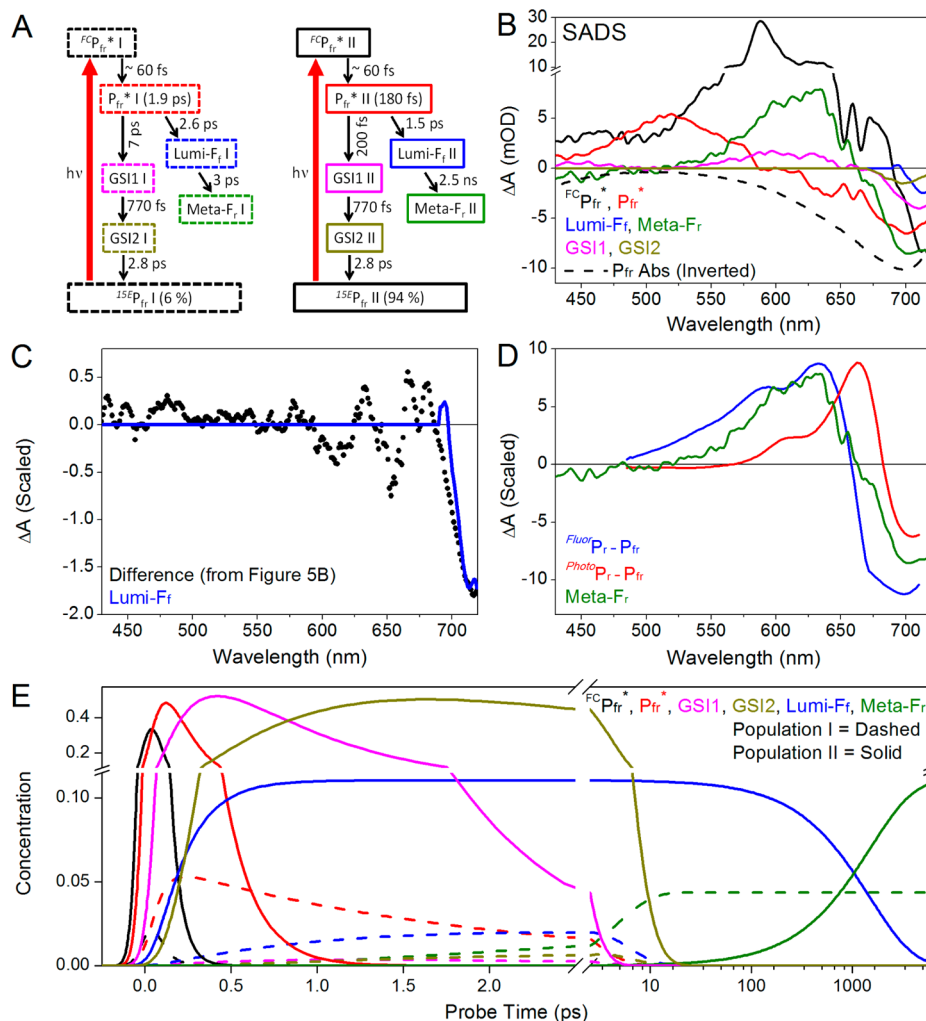 A
FCPfr* I
~ 60 fs
Pfr* I (1.9 ps)
2.6 ps
7 ps
Lumi-Ff I
hν
GSI1 I
3 ps
770 fs
Meta-Fr I
GSI2 I
2.8 ps
15EPfr I (6 %)
FCPfr* II
~ 60 fs
Pfr* II (180 fs)
1.5 ps
200 fs
Lumi-Ff II
hν
GSI1 II
2.5 ns
770 fs
Meta-Fr II
GSI2 II
2.8 ps
15EPfr II (94 %)
B
SADS
30
20
10
5
0
-5
-10
ΔA (mOD)
FCPfr*, Pfr*
Lumi-Ff, Meta-Fr
GSI1, GSI2
Pfr Abs (Inverted)
450 500 550 600 650 700
Wavelength (nm)
C
0.5
0.0
-0.5
-1.0
-1.5
-2.0
ΔA (Scaled)
Difference (from Figure 5B)
Lumi-Ff
450 500 550 600 650 700
Wavelength (nm)
D
10
5
0
-5
-10
ΔA (Scaled)
FluorPr - Pfr
PhotoPr - Pfr
Meta-Fr
450 500 550 600 650 700
Wavelength (nm)
E
0.4
0.2
0.10
0.05
0.00
Concentration
FCPfr*, Pfr*, GSI1, GSI2, Lumi-Ff, Meta-Fr
Population I = Dashed
Population II = Solid
0.0 0.5 1.0 1.5 2.0 10 100 1000
Probe Time (ps)